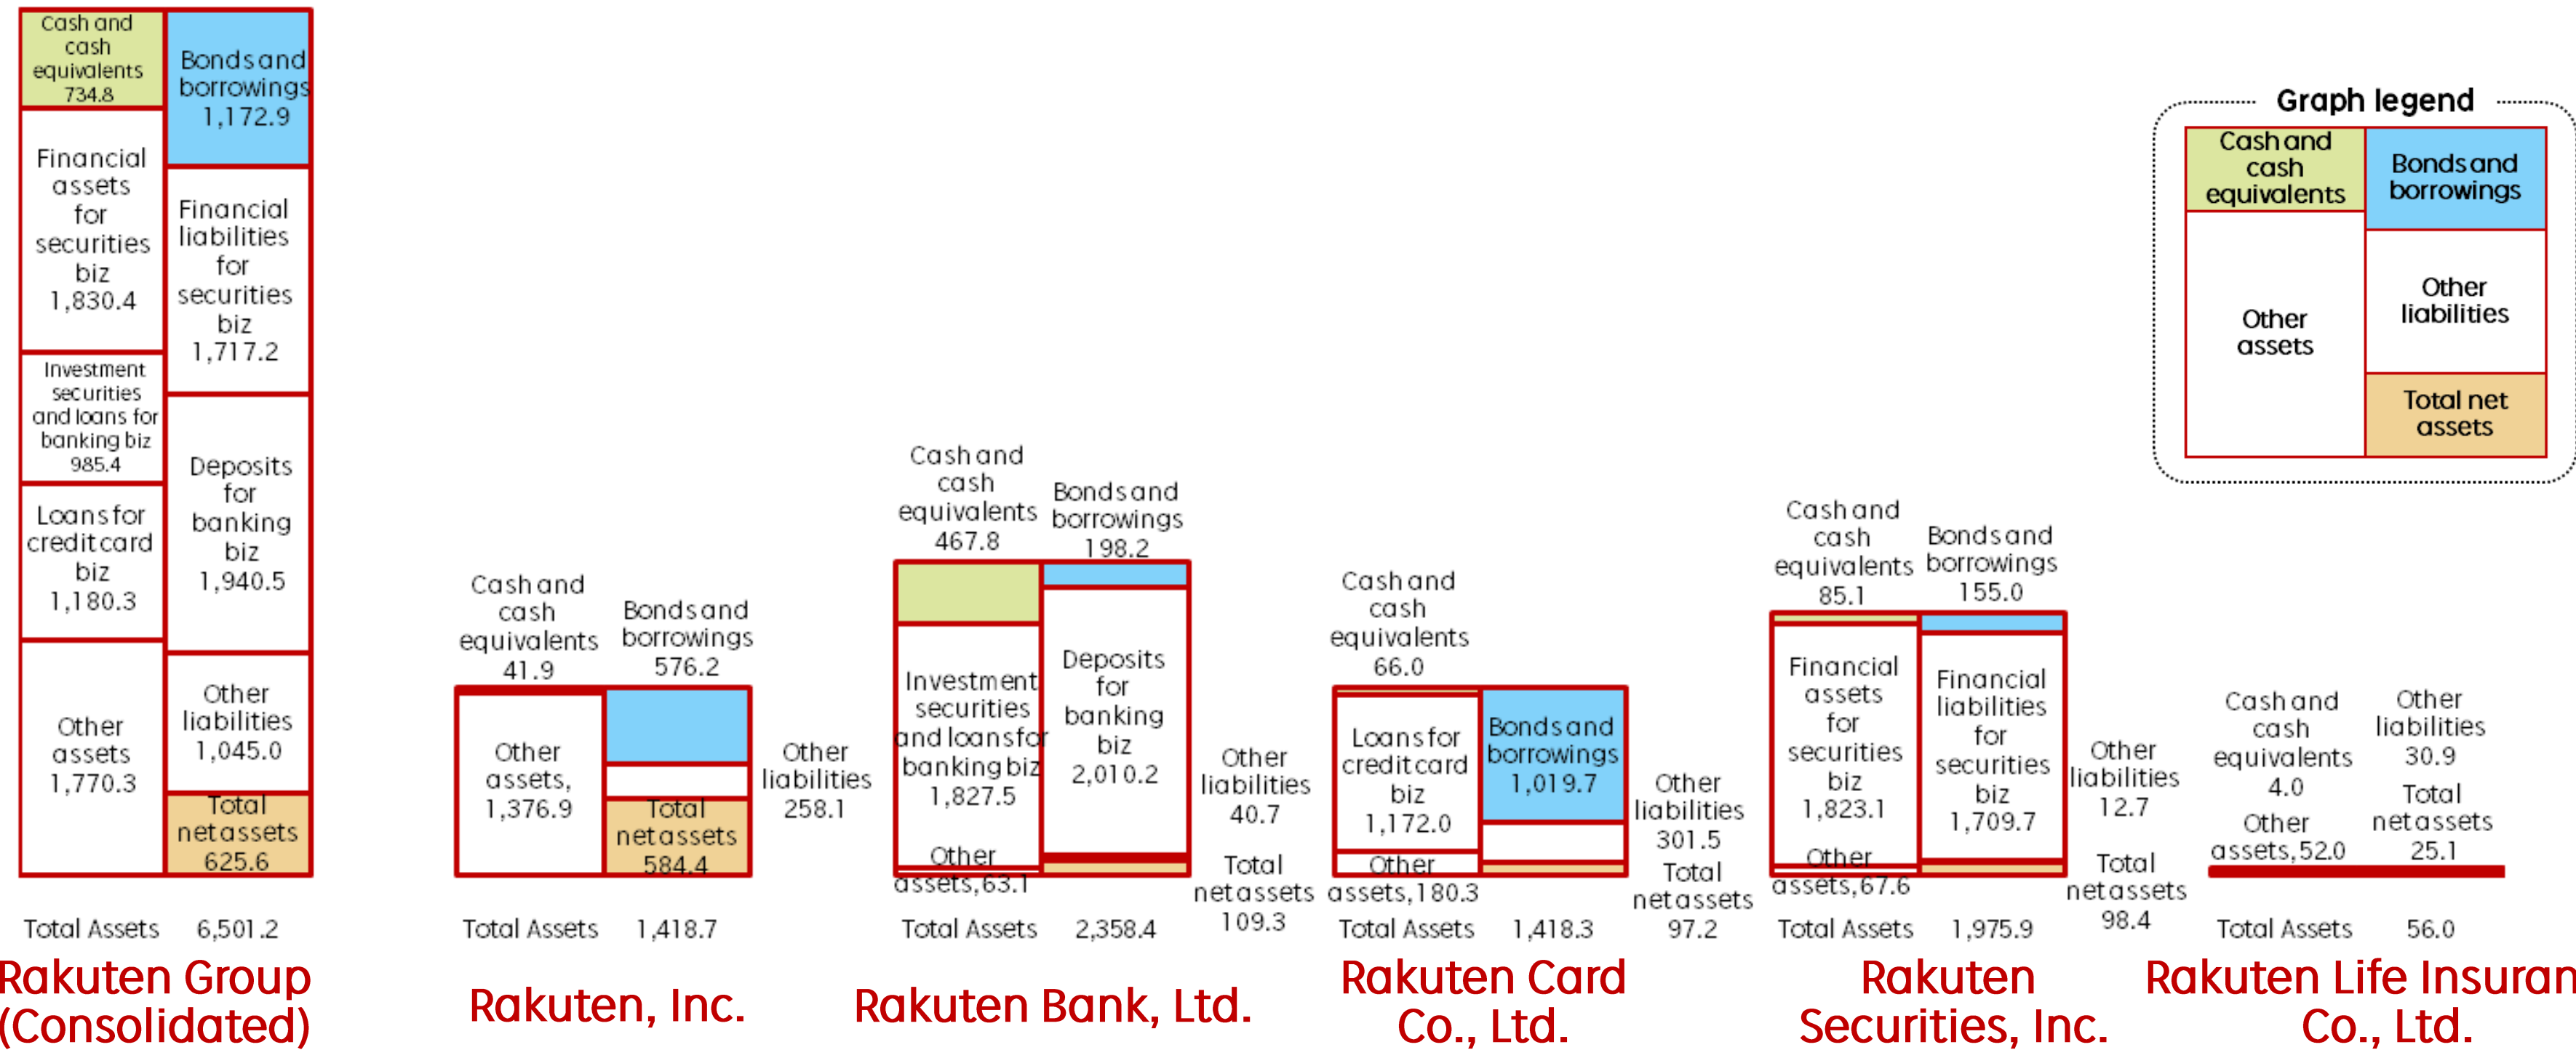 Cash and
cash
equivalents
734.8
Financial
assets
for
securities
biz
1,830.4
Investment
securities
and loans for
banking biz
985.4
Loans for
credit card
biz
1,180.3
Other
assets
1,770.3
Bonds and
borrowings
1,172.9
Financial
liabilities
for
securities
biz
1,717.2
Deposits
for
banking
biz
1,940.5
Other
liabilities
1,045.0
Total
net assets
625.6
Total Assets 6,501.2
Rakuten Group
(Consolidated)
Cash and
cash
equivalents
41.9
Bonds and
borrowings
576.2
Other
assets,
1,376.9
Total
net assets
584.4
Other
liabilities
258.1
Total Assets 1,418.7
Rakuten, Inc.
Cash and
cash
equivalents
467.8
Bonds and
borrowings
198.2
Investment
securities
and loans for
banking biz
1,827.5
Other
assets, 63.1
Deposits
for
banking
biz
2,010.2
Other
liabilities
40.7
Total
net assets
109.3
Total Assets 2,358.4
Rakuten Bank, Ltd.
Cash and
cash
equivalents
66.0
Loans for
credit card
biz
1,172.0
Other
assets, 180.3
Bonds and
borrowings
1,019.7
Other
liabilities
301.5
Total
net assets
97.2
Total Assets 1,418.3
Rakuten Card
Co., Ltd.
Cash and
cash
equivalents
85.1
Bonds and
borrowings
155.0
Financial
assets
for
securities
biz
1,823.1
Other
assets, 67.6
Financial
liabilities
for
securities
biz
1,709.7
Other
liabilities
12.7
Total
net assets
98.4
Total Assets 1,975.9
Rakuten
Securities, Inc.
Graph legend
Cash and
cash
equivalents
Other
assets
Bonds and
borrowings
Other
liabilities
Total net
assets
Cash and
cash
equivalents
4.0
Other
assets, 52.0
Other
liabilities
30.9
Total
net assets
25.1
Total Assets 56.0
Rakuten Life Insuran
Co., Ltd.